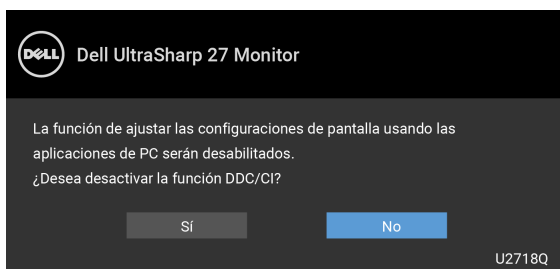 DELL
Dell UltraSharp 27 Monitor
La función de ajustar las configuraciones de pantalla usando las
aplicaciones de PC serán desabilitados.
¿Desea desactivar la función DDC/CI?
Sí
No
U2718Q